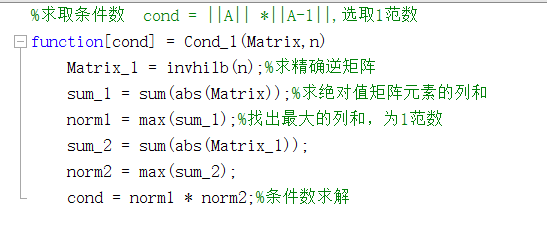 %求取条件数  cond = ||A|| *||A-1||,选取1范数
function[cond] = Cond_1(Matrix,n)
Matrix_1 = invhilb(n);%求精确逆矩阵
sum_1 = sum(abs(Matrix));%求绝对值矩阵元素的列和
norm1 = max(sum_1);%找出最大的列和，为1范数
sum_2 = sum(abs(Matrix_1));
norm2 = max(sum_2);
cond = norm1 * norm2;%条件数求解